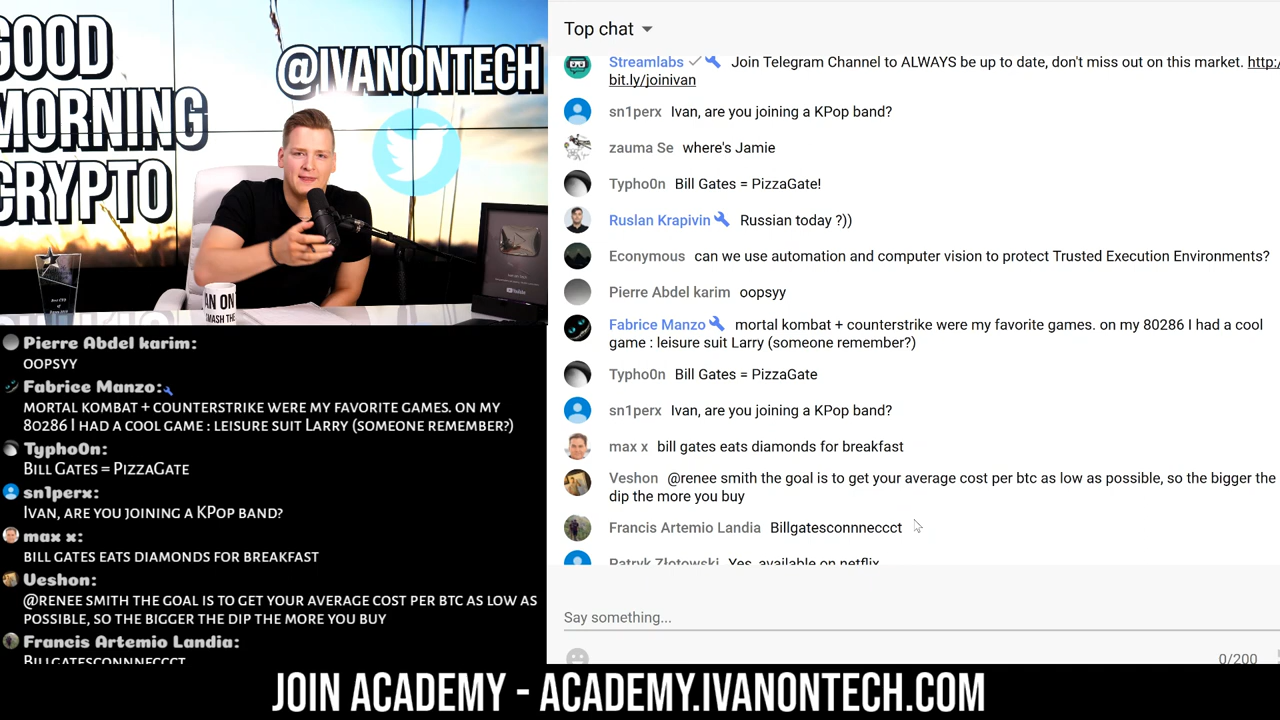 GOOD
MORNING
CRYPTO
@IVANONTECH
AN ON
SMASH THE
YouTube
Pierre Abdel karim:
OOPSYY
Fabrice Manzo:
MORTAL KOMBAT + COUNTERSTRIKE WERE MY FAVORITE GAMES. ON MY
80286 I HAD A COOL GAME : LEISURE SUIT LARRY (SOMEONE REMEMBER?)
Typho0n:
BILL GATES = PIZZAGATE
sn1perx:
IVAN, ARE YOU JOINING A KPOP BAND?
max x:
BILL GATES EATS DIAMONDS FOR BREAKFAST
Veshon:
@RENEE SMITH THE GOAL IS TO GET YOUR AVERAGE COST PER BTC AS LOW AS
POSSIBLE, SO THE BIGGER THE DIP THE MORE YOU BUY
Francis Artemio Landia:
BILLGATESCONNNECCCT
Top chat
Streamlabs Join Telegram Channel to ALWAYS be up to date, don't miss out on this market. http:/
bit.ly/joinivan
sn1perx Ivan, are you joining a KPop band?
zauma Se where's Jamie
Typho0n Bill Gates = PizzaGate!
Ruslan Krapivin Russian today ?))
Econymous can we use automation and computer vision to protect Trusted Execution Environments?
Pierre Abdel karim oopsyy
Fabrice Manzo mortal kombat + counterstrike were my favorite games. on my 80286 I had a cool
game : leisure suit Larry (someone remember?)
Typho0n Bill Gates = PizzaGate
sn1perx Ivan, are you joining a KPop band?
max x bill gates eats diamonds for breakfast
Veshon @renee smith the goal is to get your average cost per btc as low as possible, so the bigger the
dip the more you buy
Francis Artemio Landia Billgatesconnneccct
Patryk Złotowski Yes, available on netflix
Say something...
0/200
JOIN ACADEMY - ACADEMY.IVANONTECH.COM